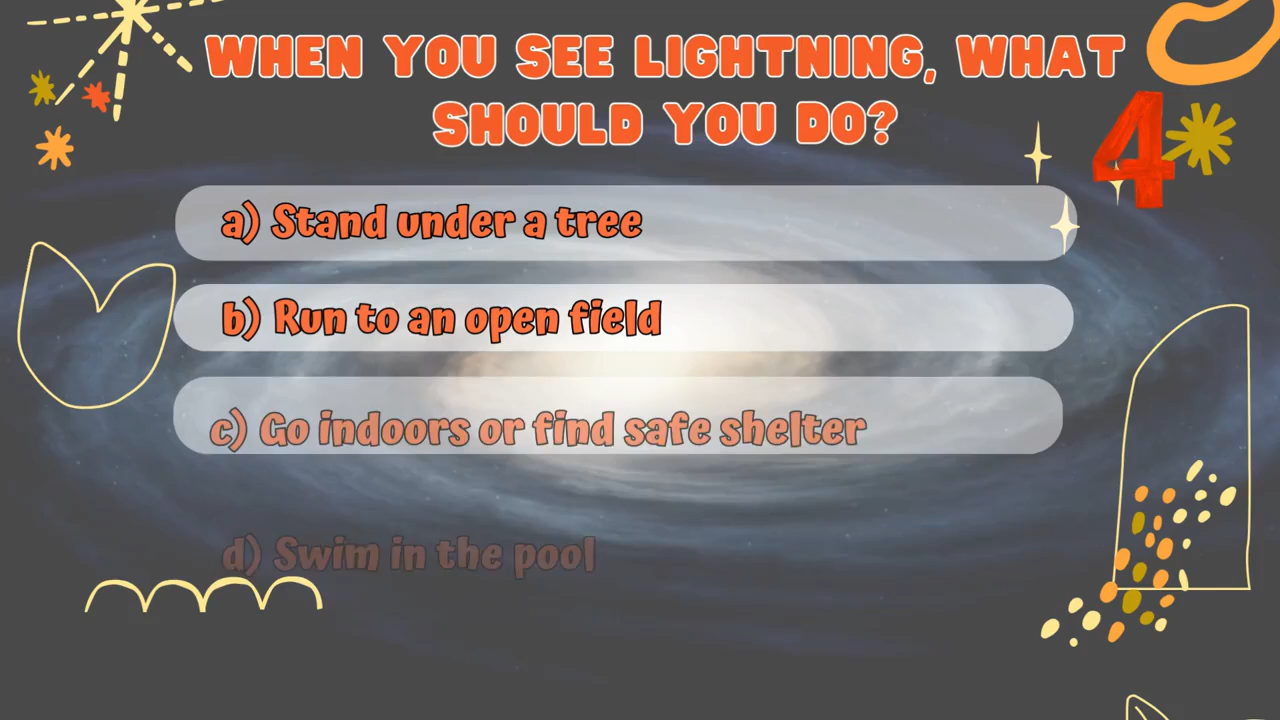 WHEN YOU SEE LIGHTNING, WHAT
SHOULD YOU DO?
4
a) Stand under a tree
b) Run to an open field
c) Go indoors or find safe shelter
d) Swim in the pool